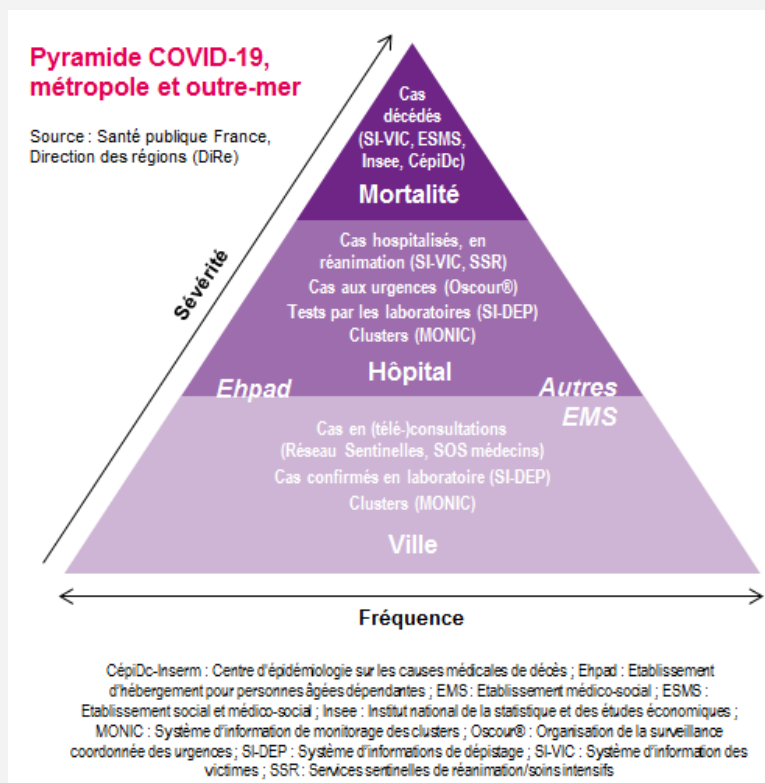 Pyramide COVID-19,
métropole et outre-mer
Source : Santé publique France,
Direction des régions (DiRe)
Sévérité
Cas
décédés
(SI-VIC, ESMS,
Insee, CépiDc)
Mortalité
Cas hospitalisés, en
réanimation (SI-VIC, SSR)
Cas aux urgences (Oscour®)
Tests par les laboratoires (SI-DEP)
Clusters (MONIC)
Hôpital
Ehpad
Autres
EMS
Cas en (télé-)consultations
(Réseau Sentinelles, SOS médecins)
Cas confirmés en laboratoire (SI-DEP)
Clusters (MONIC)
Ville
Fréquence
CépiDc-Inserm : Centre d'épidémiologie sur les causes médicales de décès ; Ehpad : Etablissement
d'hébergement pour personnes âgées dépendantes ; EMS : Etablissement médico-social ; ESMS :
Etablissement social et médico-social ; Insee : Institut national de la statistique et des études économiques ;
MONIC : Système d'information de monitorage des clusters ; Oscour® : Organisation de la surveillance
coordonnée des urgences ; SI-DEP : Système d'informations de dépistage ; SI-VIC : Système d'information des
victimes ; SSR : Services sentinelles de réanimation/soins intensifs